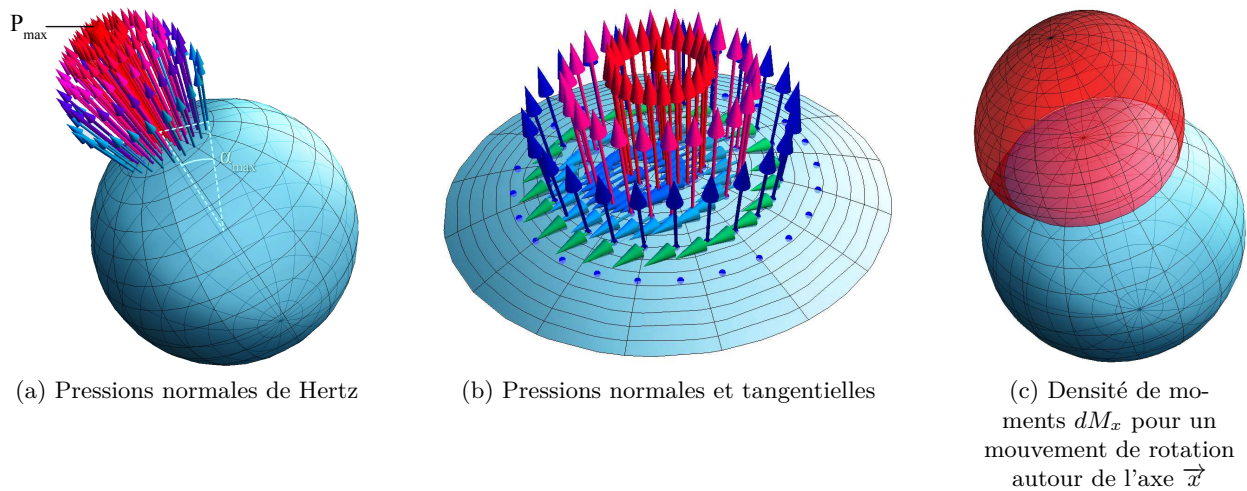 P_max
α_max
(a) Pressions normales de Hertz
(b) Pressions normales et tangentielles
(c) Densité de mo-
ments dM_x pour un
mouvement de rotation
autour de l'axe \overrightarrow{x}